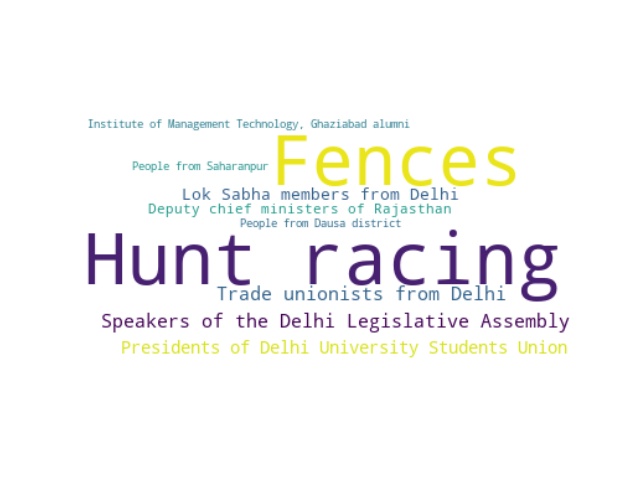 Institute of Management Technology, Ghaziabad alumni
Fences
People from Saharanpur
Lok Sabha members from Delhi
Deputy chief ministers of Rajasthan
People from Dausa district
Hunt racing
Trade unionists from Delhi
Speakers of the Delhi Legislative Assembly
Presidents of Delhi University Students Union